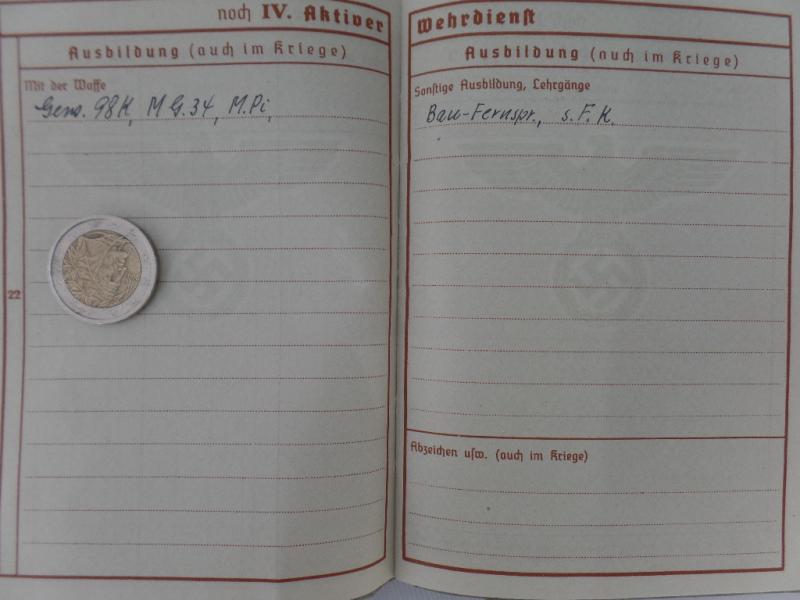 noch IV. Aktiver
Ausbildung (auch im Kriege)
Mit der Waffe
Gew. 98K, M G.34, M.Pi,
22
Wehrdienst
Ausbildung (auch im Kriege)
Sonstige Ausbildung, Lehrgänge
Bau-Fernspr., s.F.K.
Abzeichen usw. (auch im Kriege)